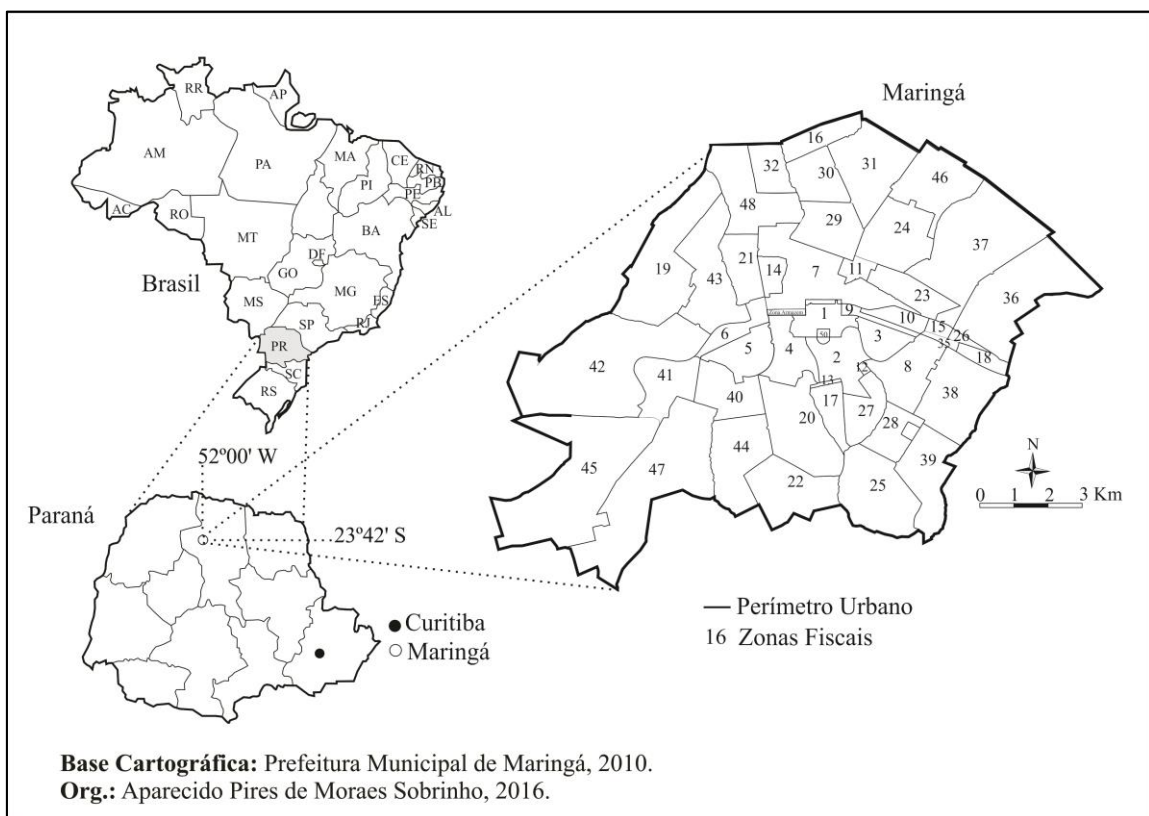 Maringá
RR
AP
AM
PA
MA
CE
RN
PB
PI
PE
AC
RO
AL
SE
MT
BA
DF
GO
Brasil
MG
ES
MS
SP
RJ
PR
SC
RS
52º00' W
23º42' S
Paraná
Curitiba
Maringá
16
32
30
31
46
48
29
24
37
19
43
21
14
7
11
36
23
Zona Armazém
1
9
10
15
26
6
50
3
35
18
5
4
2
12
8
42
41
13
38
40
17
27
20
28
44
39
45
47
22
25
N
0 1 2 3 Km
Perímetro Urbano
16 Zonas Fiscais
Base Cartográfica: Prefeitura Municipal de Maringá, 2010.
Org.: Aparecido Pires de Moraes Sobrinho, 2016.